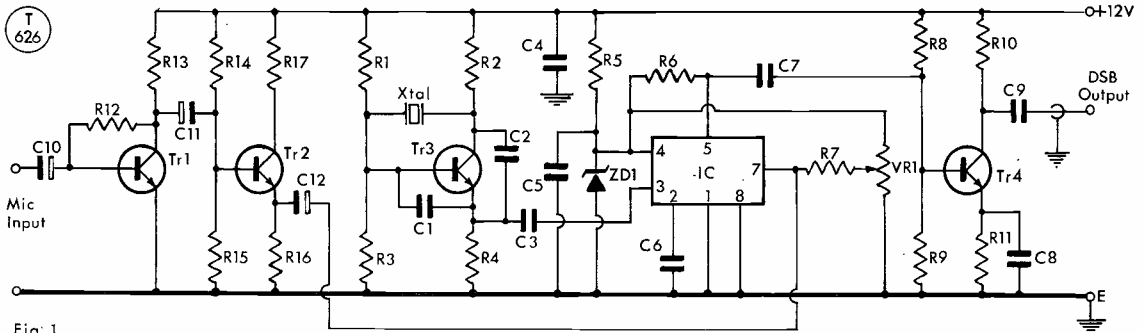 T
626
+12V
R13
R14
R17
R1
R2
C4
R5
R6
C7
R8
R10
DSB
Output
C9
Xtal
R12
C11
C10
Tr1
Tr2
Tr3
C2
C12
C5
ZD1
4
5
3
IC
7
2
1
8
R7
VR1
Tr4
Mic
Input
C1
C3
C6
R15
R16
R3
R4
R9
R11
C8
E
Fig: 1